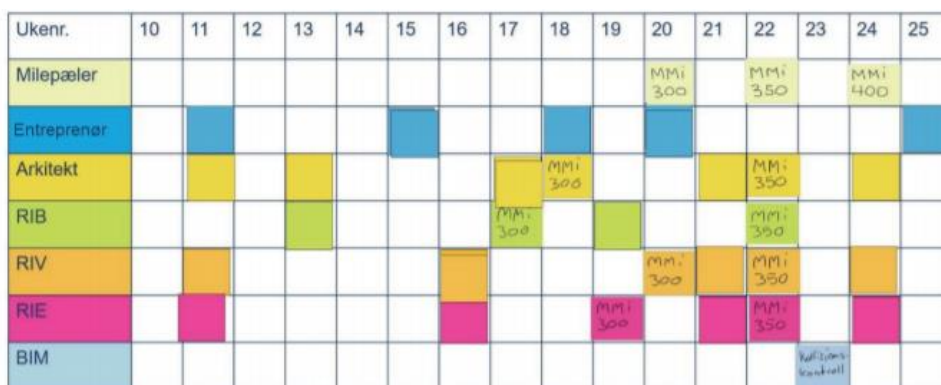 Ukenr. 10 11 12 13 14 15 16 17 18 19 20 21 22 23 24 25
Milepæler MMi 300 MMi 350 MMi 400
Entreprenør
Arkitekt MMi 300 MMi 350
RIB MMi 300 MMi 350
RIV MMi 300 MMi 350
RIE MMi 300 MMi 350
BIM Kollisjons-kontroll